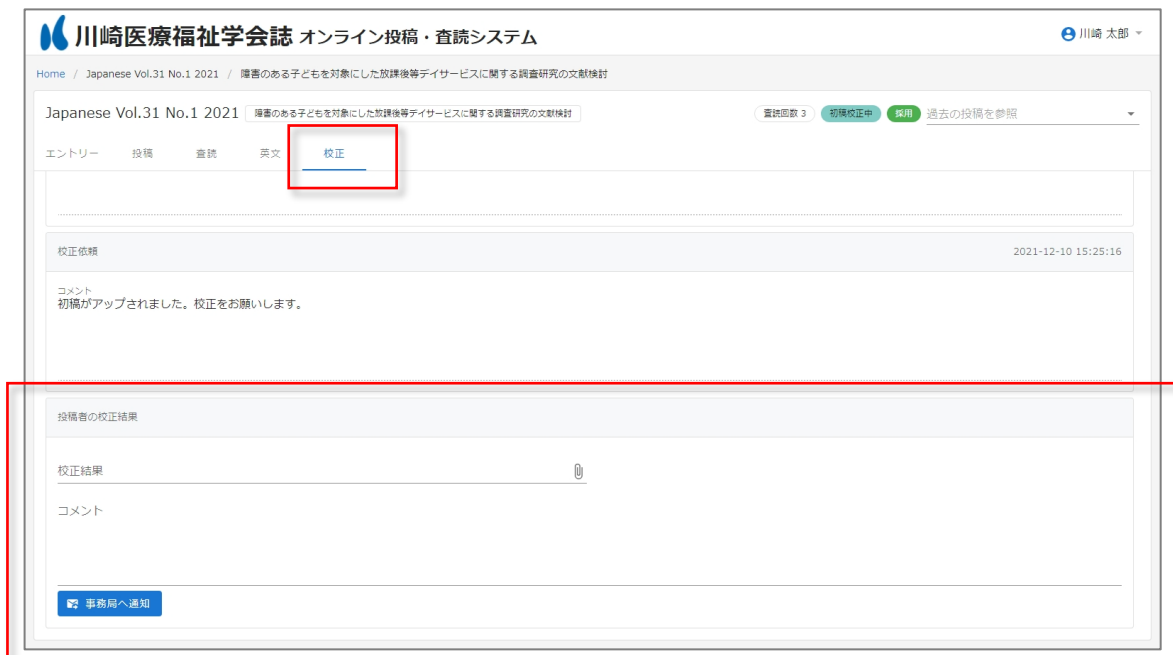 川崎医療福祉学会誌 オンライン投稿・査読システム
川崎 太郎
Home / Japanese Vol.31 No.1 2021 / 障害のある子どもを対象にした放課後等デイサービスに関する調査研究の文献検討
Japanese Vol.31 No.1 2021 障害のある子どもを対象にした放課後等デイサービスに関する調査研究の文献検討 査読回数 3 初稿校正中 採用 過去の投稿を参照
エントリー 投稿 査読 英文 校正
校正依頼 2021-12-10 15:25:16
コメント
初稿がアップされました。校正をお願いします。
投稿者の校正結果
校正結果
コメント
事務局へ通知